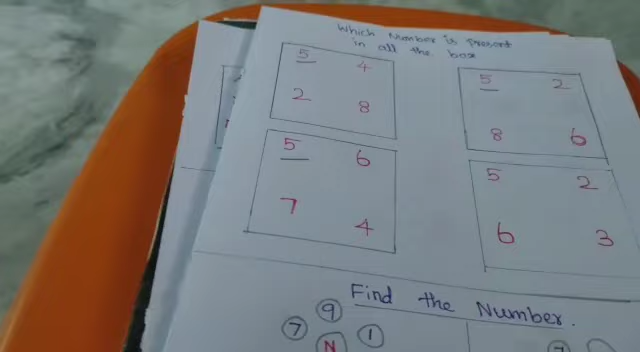 Which Number is Present
in all the box
5 4
2 8
5 2
8 6
5 6
7 4
5 2
6 3
Find the Number.
9
7 1
N